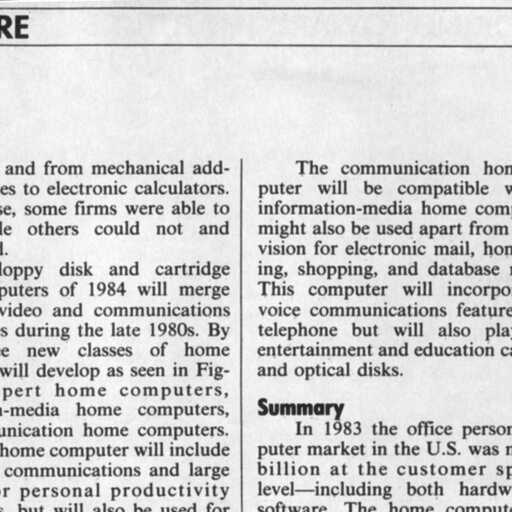 RE
and from mechanical add-
es to electronic calculators.
se, some firms were able to
le others could not and
l.
loppy disk and cartridge
puters of 1984 will merge
video and communications
s during the late 1980s. By
e new classes of home
will develop as seen in Fig-
pert home computers,
n-media home computers,
unication home computers.
home computer will include
communications and large
r personal productivity
s, but will also be used for
The communication hom
puter will be compatible w
information-media home comp
might also be used apart from
vision for electronic mail, hom
ing, shopping, and database
This computer will incorpo
voice communications feature
telephone but will also play
entertainment and education ca
and optical disks.
Summary
In 1983 the office person
puter market in the U.S. was
billion at the customer sp
level—including both hardw
software. The home compute